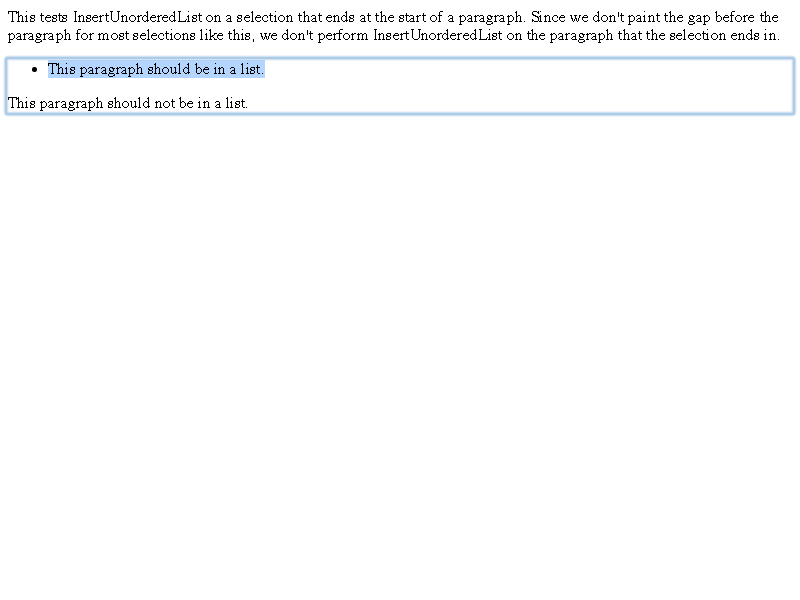 This tests InsertUnorderedList on a selection that ends at the start of a paragraph. Since we don't paint the gap before the
paragraph for most selections like this, we don't perform InsertUnorderedList on the paragraph that the selection ends in.
• This paragraph should be in a list.
This paragraph should not be in a list.